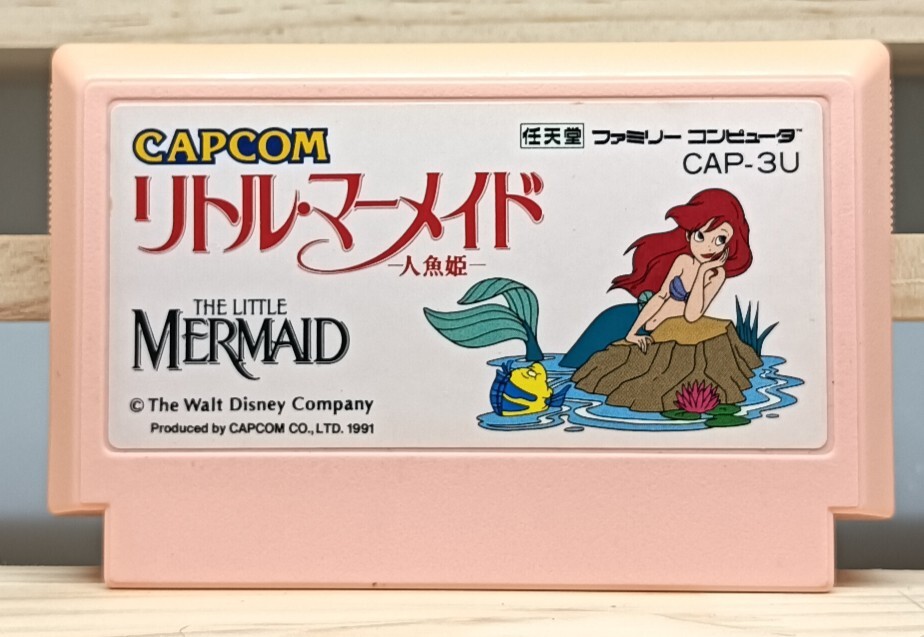 CAPCOM
任天堂 ファミリー コンピュータ™
CAP-3U
リトル・マーメイド
─人魚姫─
THE LITTLE
MERMAID
© The Walt Disney Company
Produced by CAPCOM CO., LTD. 1991